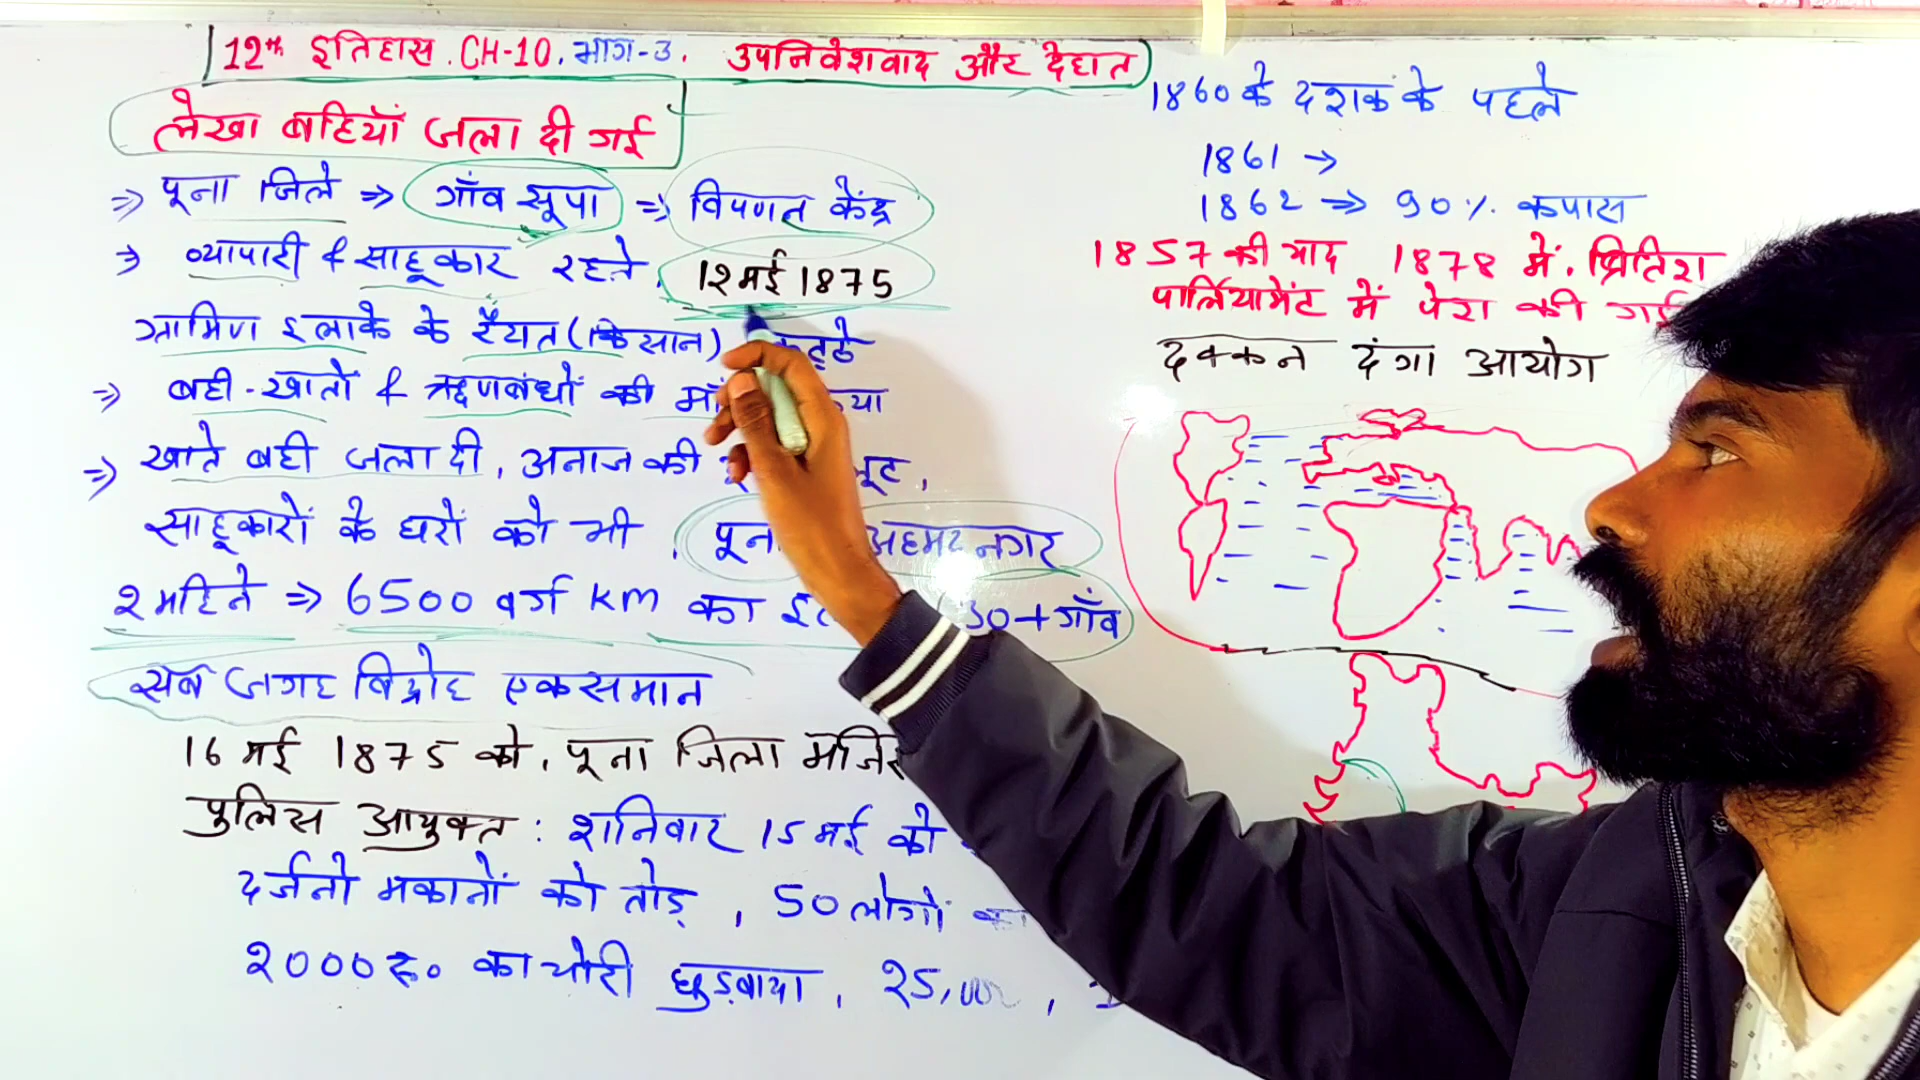 12th इतिहास. CH-10. भाग-3. उपनिवेशवाद और देहात
लेखा बहियाँ जला दी गई
⇒ पूना जिले ⇒ गाँव सूपा ⇒ विपणन केंद्र
⇒ व्यापारी & साहूकार रहते. 12 मई 1875
ग्रामिण इलाके के रैयत (किसान)
⇒ बही-खातों & ऋणबंधों की
⇒ खाते बही जला दी, अनाज की लूट,
साहूकारों के घरों को भी, अहमदनगर
2 महिने ⇒ 6500 वर्ग km का गाँव
सब जगह विद्रोह एकसमान
16 मई 1875 को, पूना जिला
पुलिस आयुक्त : शनिवार 15 मई को
दर्जनो मकानों को तोड़, 50 लोगों
2000 रु० का चोरी छुड़वाया,
1860 के दशक के पहले
1861 →
1862 ⇒ 90% कपास
1857 की याद 1878 में. ब्रितिश
पार्लियामेंट में पेश की गई
दक्कन दंगा आयोग